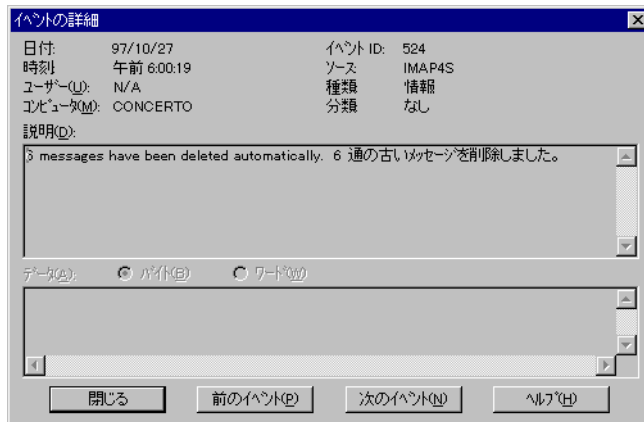 イベントの詳細
日付: 97/10/27 イベント ID: 524
時刻: 午前 6:00:19 ソース: IMAP4S
ユーザー(U): N/A 種類: 情報
コンピュータ(M): CONCERTO 分類: なし
説明(D):
6 messages have been deleted automatically. 6 通の古いメッセージを削除しました。
データ(A): バイト(B) ワード(W)
閉じる 前のイベント(P) 次のイベント(N) ヘルプ(H)